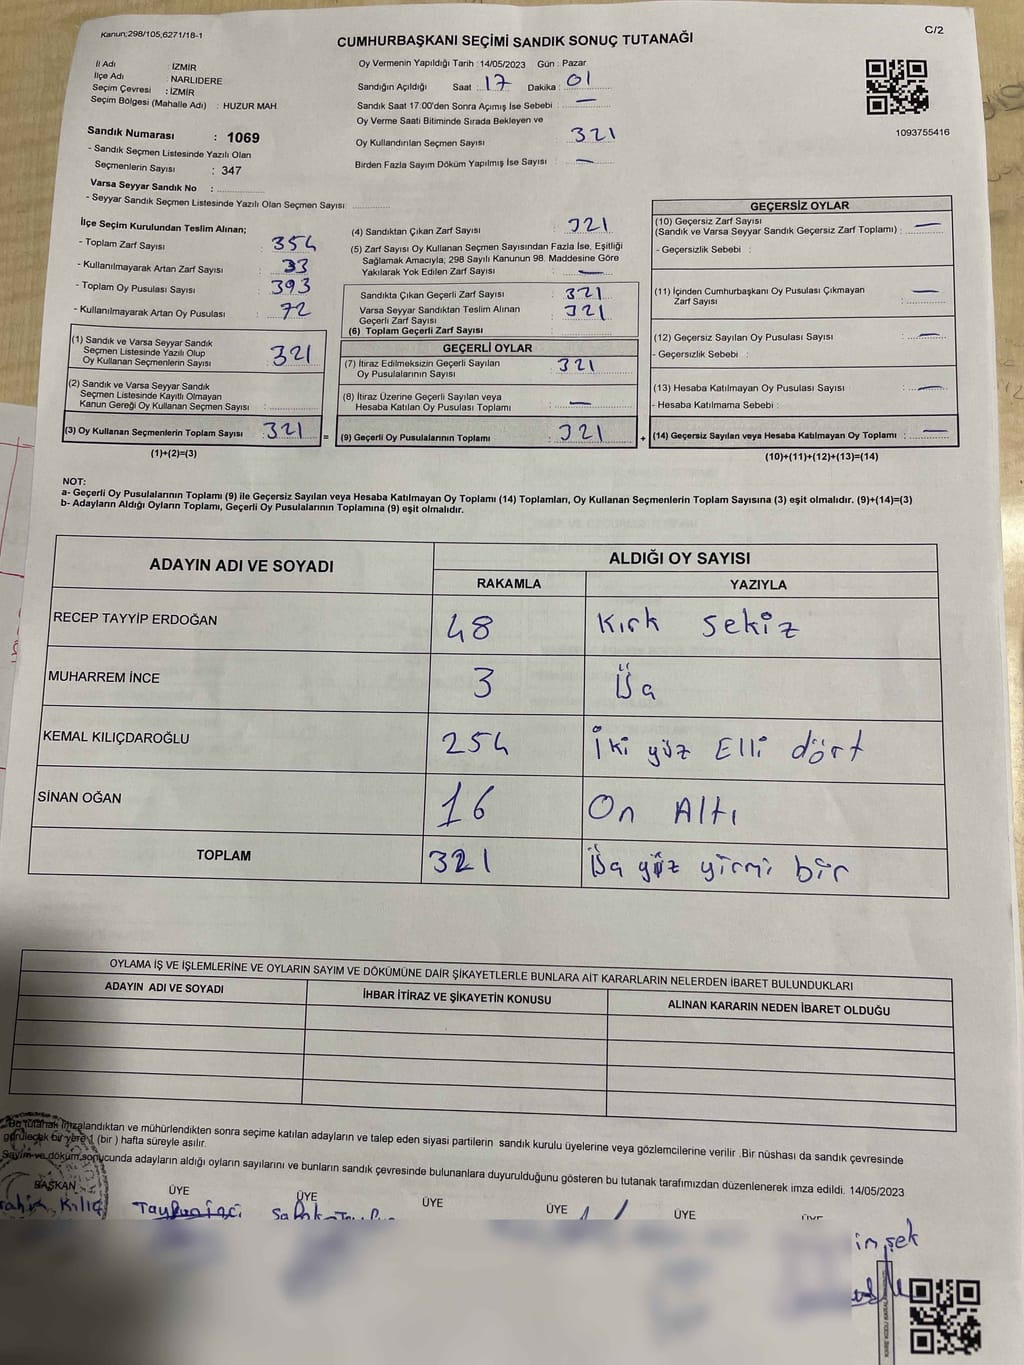 Kanun;298/105,6271/18-1
C/2
CUMHURBAŞKANI SEÇİMİ SANDIK SONUÇ TUTANAĞI
İl Adı : İZMİR
İlçe Adı : NARLIDERE
Seçim Çevresi : İZMİR
Seçim Bölgesi (Mahalle Adı) : HUZUR MAH.
Oy Vermenin Yapıldığı Tarih : 14/05/2023 Gün : Pazar
Sandığın Açıldığı Saat : 17 Dakika : 01
Sandık Saat 17:00'den Sonra Açımış İse Sebebi : —
Oy Verme Saati Bitiminde Sırada Bekleyen ve
Oy Kullandırılan Seçmen Sayısı : 321
Birden Fazla Sayım Döküm Yapılmış İse Sayısı : —
1093755416
Sandık Numarası : 1069
- Sandık Seçmen Listesinde Yazılı Olan
Seçmenlerin Sayısı : 347
Varsa Seyyar Sandık No :
- Seyyar Sandık Seçmen Listesinde Yazılı Olan Seçmen Sayısı:
İlçe Seçim Kurulundan Teslim Alınan;
- Toplam Zarf Sayısı : 354
- Kullanılmayarak Artan Zarf Sayısı : 33
- Toplam Oy Pusulası Sayısı : 393
- Kullanılmayarak Artan Oy Pusulası : 72
(1) Sandık ve Varsa Seyyar Sandık
Seçmen Listesinde Yazılı Olup
Oy Kullanan Seçmenlerin Sayısı : 321
(2) Sandık ve Varsa Seyyar Sandık
Seçmen Listesinde Kayıtlı Olmayan
Kanun Gereği Oy Kullanan Seçmen Sayısı :
(3) Oy Kullanan Seçmenlerin Toplam Sayısı : 321
(1)+(2)=(3)
(4) Sandıktan Çıkan Zarf Sayısı : 321
(5) Zarf Sayısı Oy Kullanan Seçmen Sayısından Fazla İse, Eşitliği
Sağlamak Amacıyla; 298 Sayılı Kanunun 98. Maddesine Göre
Yakılarak Yok Edilen Zarf Sayısı : —
Sandıkta Çıkan Geçerli Zarf Sayısı : 321
Varsa Seyyar Sandıktan Teslim Alınan
Geçerli Zarf Sayısı : 321
(6) Toplam Geçerli Zarf Sayısı :
GEÇERLİ OYLAR
(7) İtiraz Edilmeksizin Geçerli Sayılan
Oy Pusulalarının Sayısı : 321
(8) İtiraz Üzerine Geçerli Sayılan veya
Hesaba Katılan Oy Pusulası Toplamı : —
= (9) Geçerli Oy Pusulalarının Toplamı : 321
GEÇERSİZ OYLAR
(10) Geçersiz Zarf Sayısı
(Sandık ve Varsa Seyyar Sandık Geçersiz Zarf Toplamı) : —
- Geçersizlik Sebebi :
(11) İçinden Cumhurbaşkanı Oy Pusulası Çıkmayan
Zarf Sayısı : —
(12) Geçersiz Sayılan Oy Pusulası Sayısı : —
- Geçersizlik Sebebi :
(13) Hesaba Katılmayan Oy Pusulası Sayısı : —
- Hesaba Katılmama Sebebi :
+ (14) Geçersiz Sayılan veya Hesaba Katılmayan Oy Toplamı : —
(10)+(11)+(12)+(13)=(14)
NOT:
a- Geçerli Oy Pusulalarının Toplamı (9) ile Geçersiz Sayılan veya Hesaba Katılmayan Oy Toplamı (14) Toplamları, Oy Kullanan Seçmenlerin Toplam Sayısına (3) eşit olmalıdır. (9)+(14)=(3)
b- Adayların Aldığı Oyların Toplamı, Geçerli Oy Pusulalarının Toplamına (9) eşit olmalıdır.
ADAYIN ADI VE SOYADI
ALDIĞI OY SAYISI
RAKAMLA YAZIYLA
RECEP TAYYİP ERDOĞAN 48 Kırk Sekiz
MUHARREM İNCE 3 Üç
KEMAL KILIÇDAROĞLU 254 İki yüz Elli dört
SİNAN OĞAN 16 On Altı
TOPLAM 321 Üç yüz yirmi bir
OYLAMA İŞ VE İŞLEMLERİNE VE OYLARIN SAYIM VE DÖKÜMÜNE DAİR ŞİKAYETLERLE BUNLARA AİT KARARLARIN NELERDEN İBARET BULUNDUKLARI
ADAYIN ADI VE SOYADI İHBAR İTİRAZ VE ŞİKAYETİN KONUSU ALINAN KARARIN NEDEN İBARET OLDUĞU
Bu tutanak imzalandıktan ve mühürlendikten sonra seçime katılan adayların ve talep eden siyasi partilerin sandık kurulu üyelerine veya gözlemcilerine verilir .Bir nüshası da sandık çevresinde
görülecek bir yere 1 (bir ) hafta süreyle asılır.
Sayım ve döküm sonucunda adayların aldığı oyların sayılarını ve bunların sandık çevresinde bulunanlara duyurulduğunu gösteren bu tutanak tarafımızdan düzenlenerek imza edildi. 14/05/2023
BAŞKAN ÜYE ÜYE ÜYE ÜYE ÜYE ÜYE
Kılıç